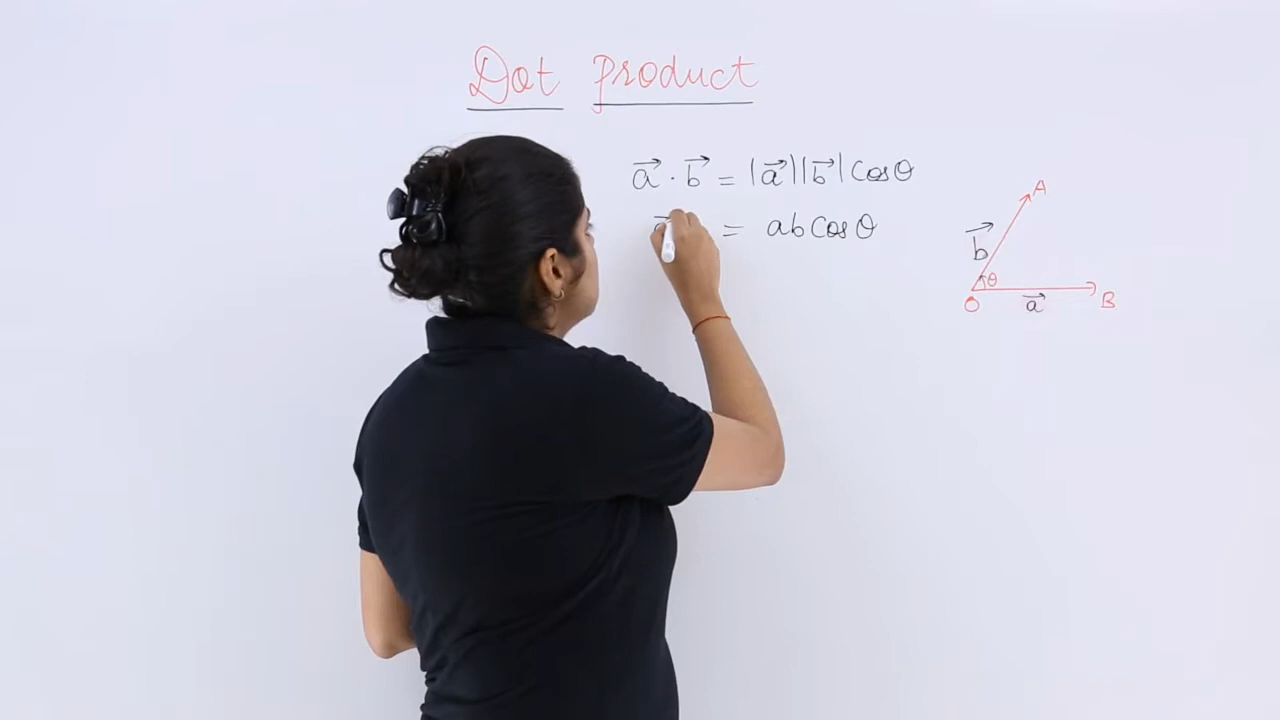 Dot product
a⃗ · b⃗ = |a⃗||b⃗| cosθ
= ab cosθ
A
b⃗
θ
O
a⃗
B